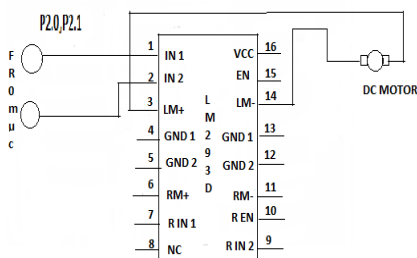 P2.0,P2.1
F
R
0
m
μ
c
1 IN 1
2 IN 2
3 LM+
4 GND 1
5 GND 2
6 RM+
7 R IN 1
8 NC
L
M
2
9
3
D
VCC 16
EN 15
LM- 14
GND 1 13
GND 2 12
RM- 11
R EN 10
R IN 2 9
DC MOTOR